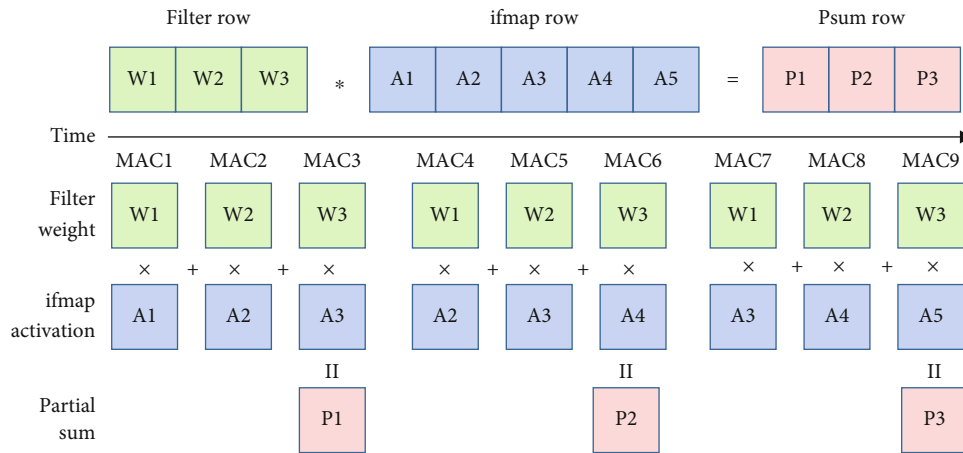 Filter row ifmap row Psum row
W1 W2 W3 * A1 A2 A3 A4 A5 = P1 P2 P3
Time
MAC1 MAC2 MAC3 MAC4 MAC5 MAC6 MAC7 MAC8 MAC9
Filter
weight
W1 W2 W3 W1 W2 W3 W1 W2 W3
× + × + × × + × + × × + × + ×
ifmap
activation
A1 A2 A3 A2 A3 A4 A3 A4 A5
II II II
Partial
sum
P1 P2 P3